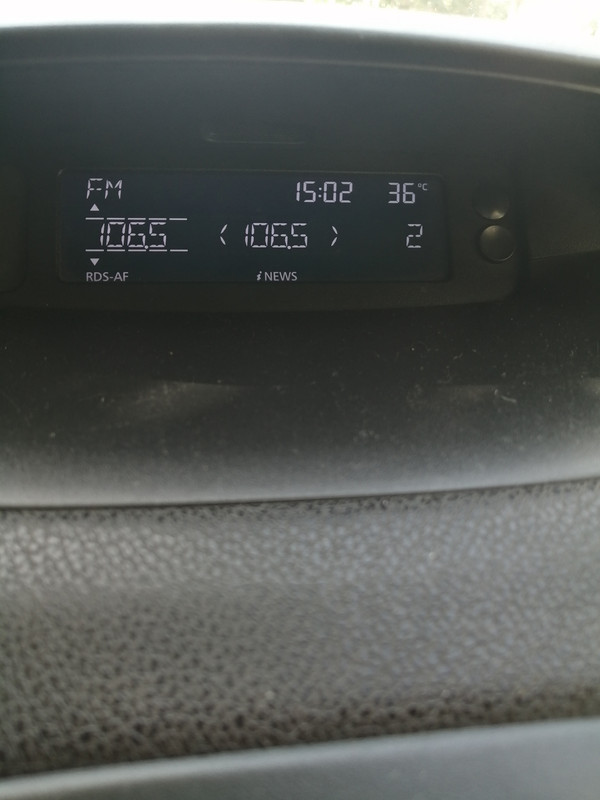 FM 15:02 36°C
106.5 < 106.5 > 2
RDS-AF i NEWS